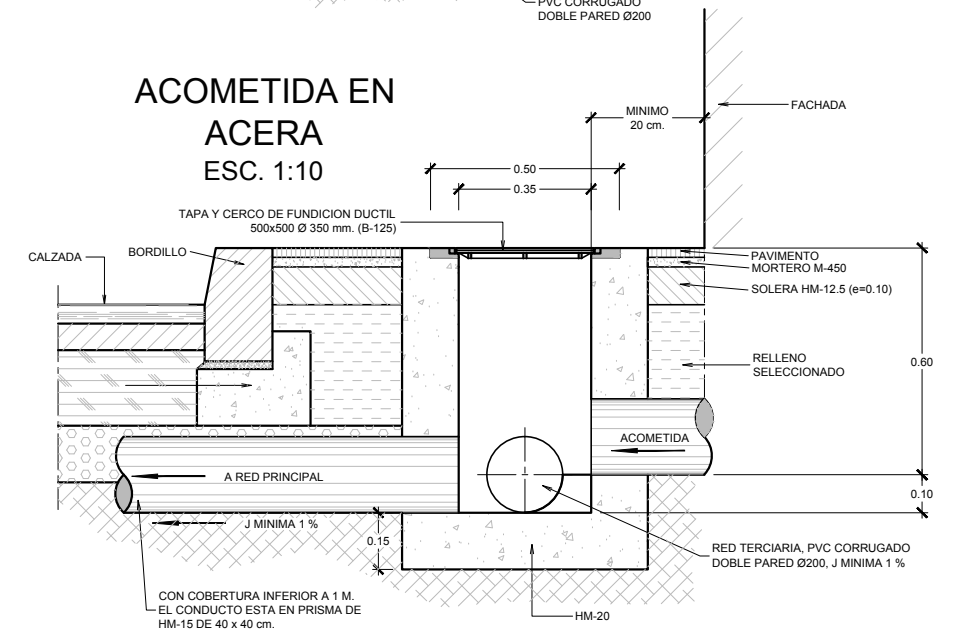 PVC CORRUGADO
DOBLE PARED Ø200
ACOMETIDA EN
ACERA
ESC. 1:10
MINIMO
20 cm.
FACHADA
0.50
0.35
TAPA Y CERCO DE FUNDICION DUCTIL
500x500 Ø 350 mm. (B-125)
CALZADA
BORDILLO
PAVIMENTO
MORTERO M-450
SOLERA HM-12.5 (e=0.10)
RELLENO
SELECCIONADO
0.60
ACOMETIDA
A RED PRINCIPAL
0.10
J MINIMA 1 %
0.15
RED TERCIARIA, PVC CORRUGADO
DOBLE PARED Ø200, J MINIMA 1 %
CON COBERTURA INFERIOR A 1 M.
EL CONDUCTO ESTA EN PRISMA DE
HM-15 DE 40 x 40 cm.
HM-20